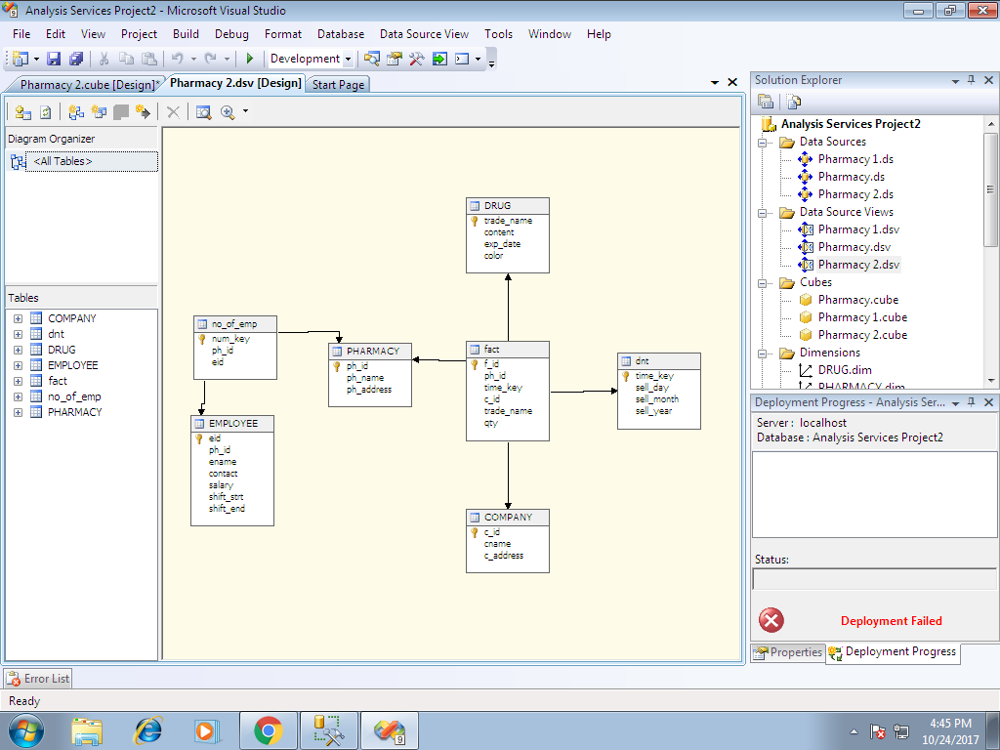 Analysis Services Project2 - Microsoft Visual Studio
File Edit View Project Build Debug Format Database Data Source View Tools Window Help
Development
Pharmacy 2.cube [Design]* Pharmacy 2.dsv [Design] Start Page
Diagram Organizer
<All Tables>
Tables
COMPANY
dnt
DRUG
EMPLOYEE
fact
no_of_emp
PHARMACY
DRUG
trade_name
content
exp_date
color
no_of_emp
num_key
ph_id
eid
PHARMACY
ph_id
ph_name
ph_address
fact
f_id
ph_id
time_key
c_id
trade_name
qty
dnt
time_key
sell_day
sell_month
sell_year
EMPLOYEE
eid
ph_id
ename
contact
salary
shift_strt
shift_end
COMPANY
c_id
cname
c_address
Solution Explorer
Analysis Services Project2
Data Sources
Pharmacy 1.ds
Pharmacy.ds
Pharmacy 2.ds
Data Source Views
Pharmacy 1.dsv
Pharmacy.dsv
Pharmacy 2.dsv
Cubes
Pharmacy.cube
Pharmacy 1.cube
Pharmacy 2.cube
Dimensions
DRUG.dim
PHARMACY.dim
Deployment Progress - Analysis Ser...
Server : localhost
Database : Analysis Services Project2
Status:
Deployment Failed
Properties Deployment Progress
Error List
Ready
9
4:45 PM
10/24/2017